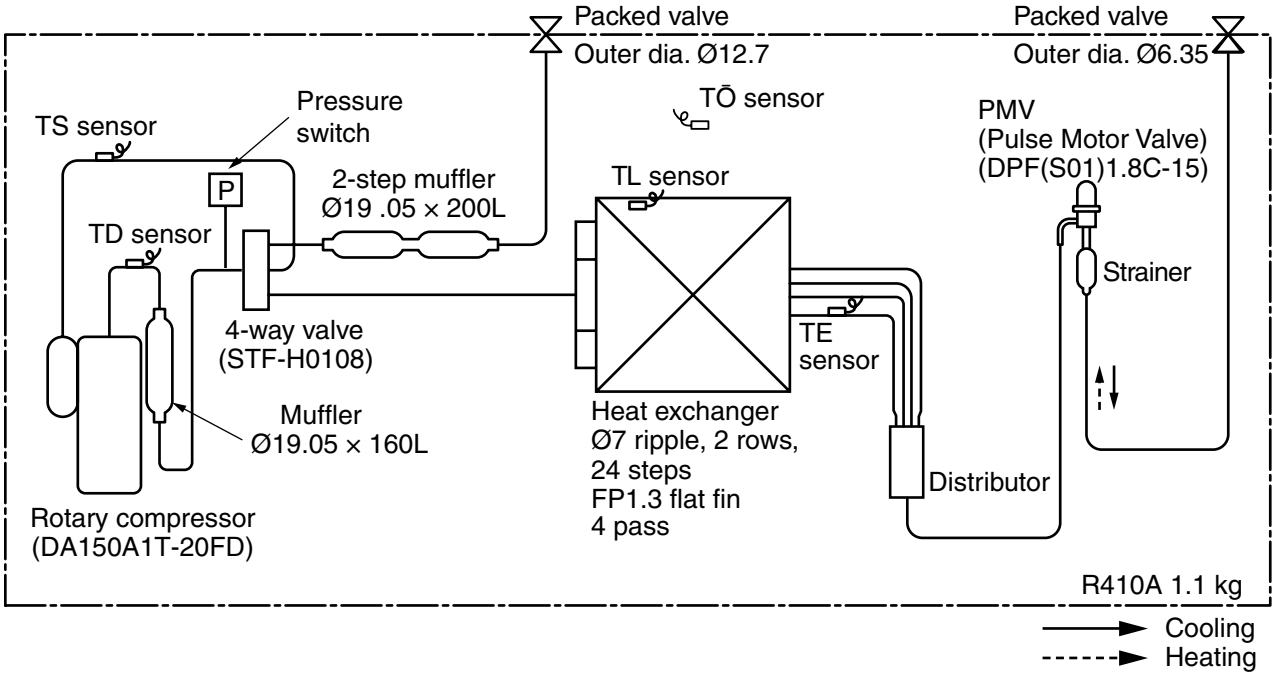 Packed valve
Outer dia. Ø12.7
Packed valve
Outer dia. Ø6.35
TŌ sensor
PMV
(Pulse Motor Valve)
(DPF(S01)1.8C-15)
Pressure
switch
TS sensor
P
2-step muffler
Ø19 .05 × 200L
TL sensor
TD sensor
Strainer
4-way valve
(STF-H0108)
TE
sensor
Muffler
Ø19.05 × 160L
Heat exchanger
Ø7 ripple, 2 rows,
24 steps
FP1.3 flat fin
4 pass
Distributor
Rotary compressor
(DA150A1T-20FD)
R410A 1.1 kg
Cooling
Heating